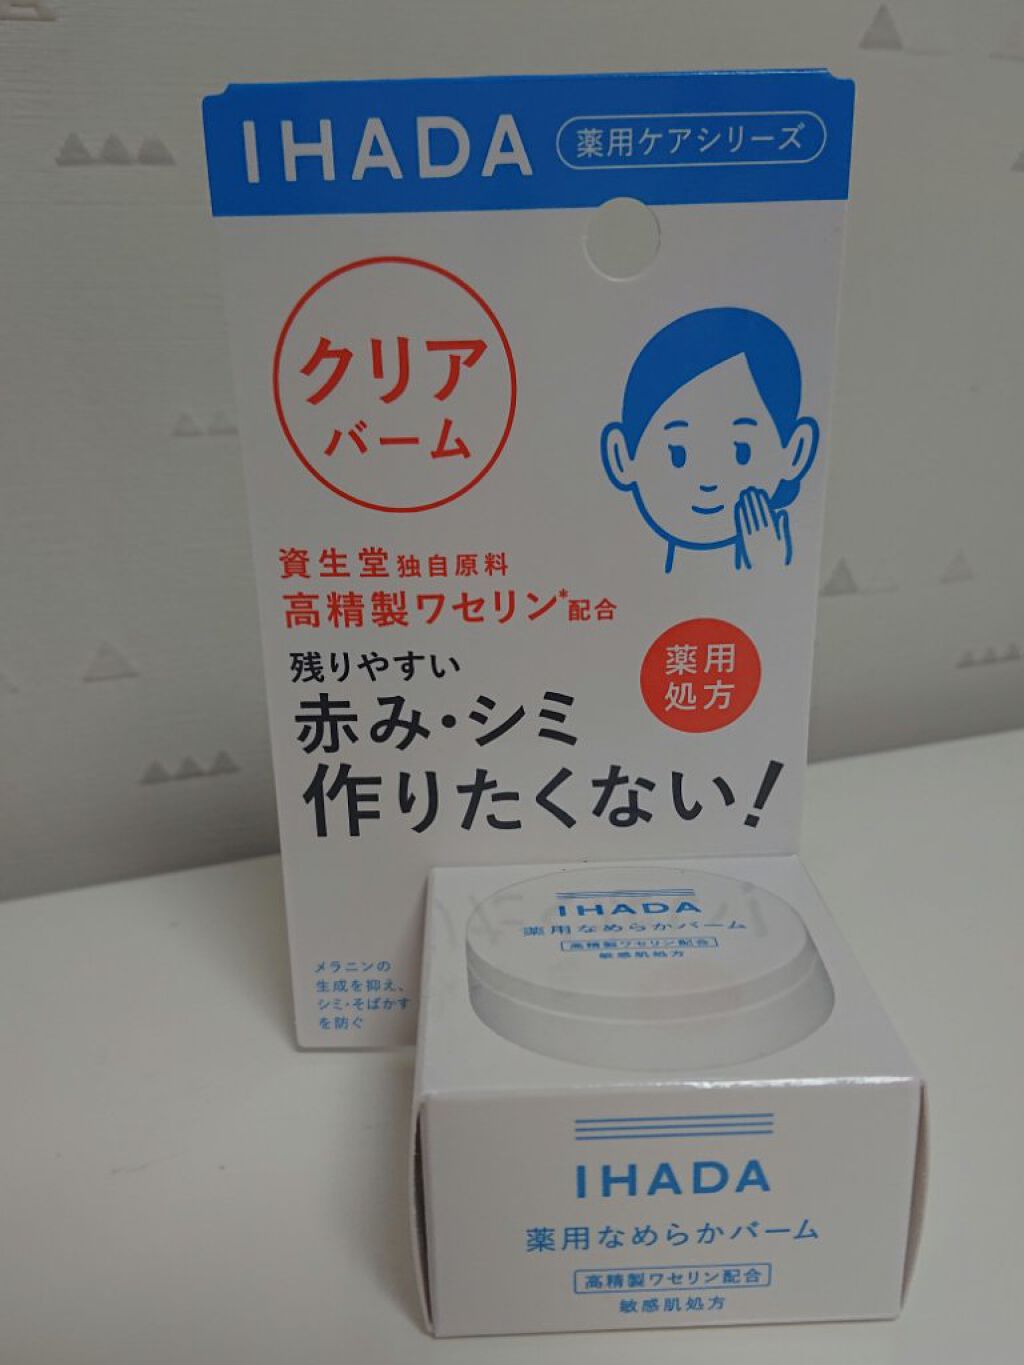 IHADA 薬用ケアシリーズ
クリア
バーム
資生堂独自原料
高精製ワセリン*配合
残りやすい
赤み・シミ
作りたくない!
薬用
処方
メラニンの
生成を抑え、
シミ・そばかす
を防ぐ
IHADA
薬用なめらかバーム
高精製ワセリン配合
敏感肌処方
IHADA
薬用なめらかバーム
高精製ワセリン配合
敏感肌処方